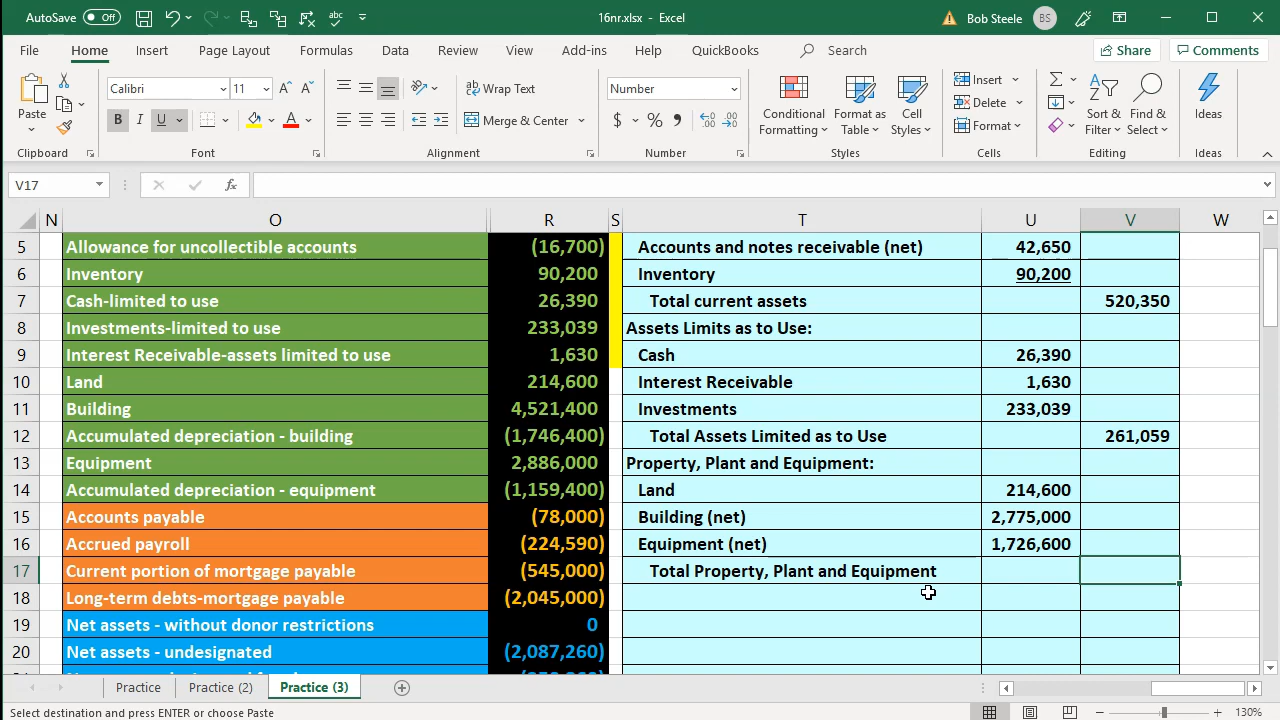 AutoSave Off 16nr.xlsx - Excel Bob Steele BS
File Home Insert Page Layout Formulas Data Review View Add-ins Help QuickBooks Search Share Comments
Paste
Calibri 11
B I U
Wrap Text
Merge & Center
Number
$ %
Conditional Formatting
Format as Table
Cell Styles
Insert
Delete
Format
Sort & Filter
Find & Select
Ideas
Clipboard Font Alignment Number Styles Cells Editing Ideas
V17 fx
N O R S T U V W
5 Allowance for uncollectible accounts (16,700) Accounts and notes receivable (net) 42,650
6 Inventory 90,200 Inventory 90,200
7 Cash-limited to use 26,390 Total current assets 520,350
8 Investments-limited to use 233,039 Assets Limits as to Use:
9 Interest Receivable-assets limited to use 1,630 Cash 26,390
10 Land 214,600 Interest Receivable 1,630
11 Building 4,521,400 Investments 233,039
12 Accumulated depreciation - building (1,746,400) Total Assets Limited as to Use 261,059
13 Equipment 2,886,000 Property, Plant and Equipment:
14 Accumulated depreciation - equipment (1,159,400) Land 214,600
15 Accounts payable (78,000) Building (net) 2,775,000
16 Accrued payroll (224,590) Equipment (net) 1,726,600
17 Current portion of mortgage payable (545,000) Total Property, Plant and Equipment
18 Long-term debts-mortgage payable (2,045,000)
19 Net assets - without donor restrictions 0
20 Net assets - undesignated (2,087,260)
Practice Practice (2) Practice (3)
Select destination and press ENTER or choose Paste 130%